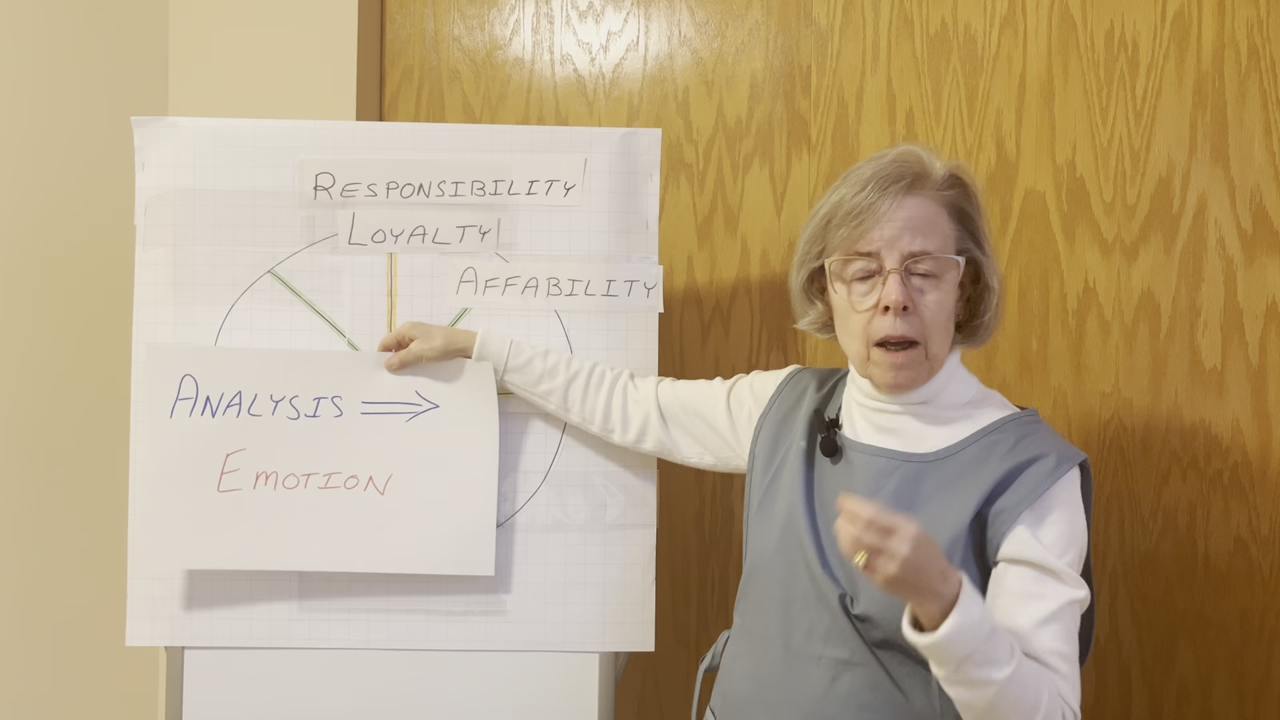 RESPONSIBILITY
LOYALTY
AFFABILITY
ANALYSIS ⇒
EMOTION